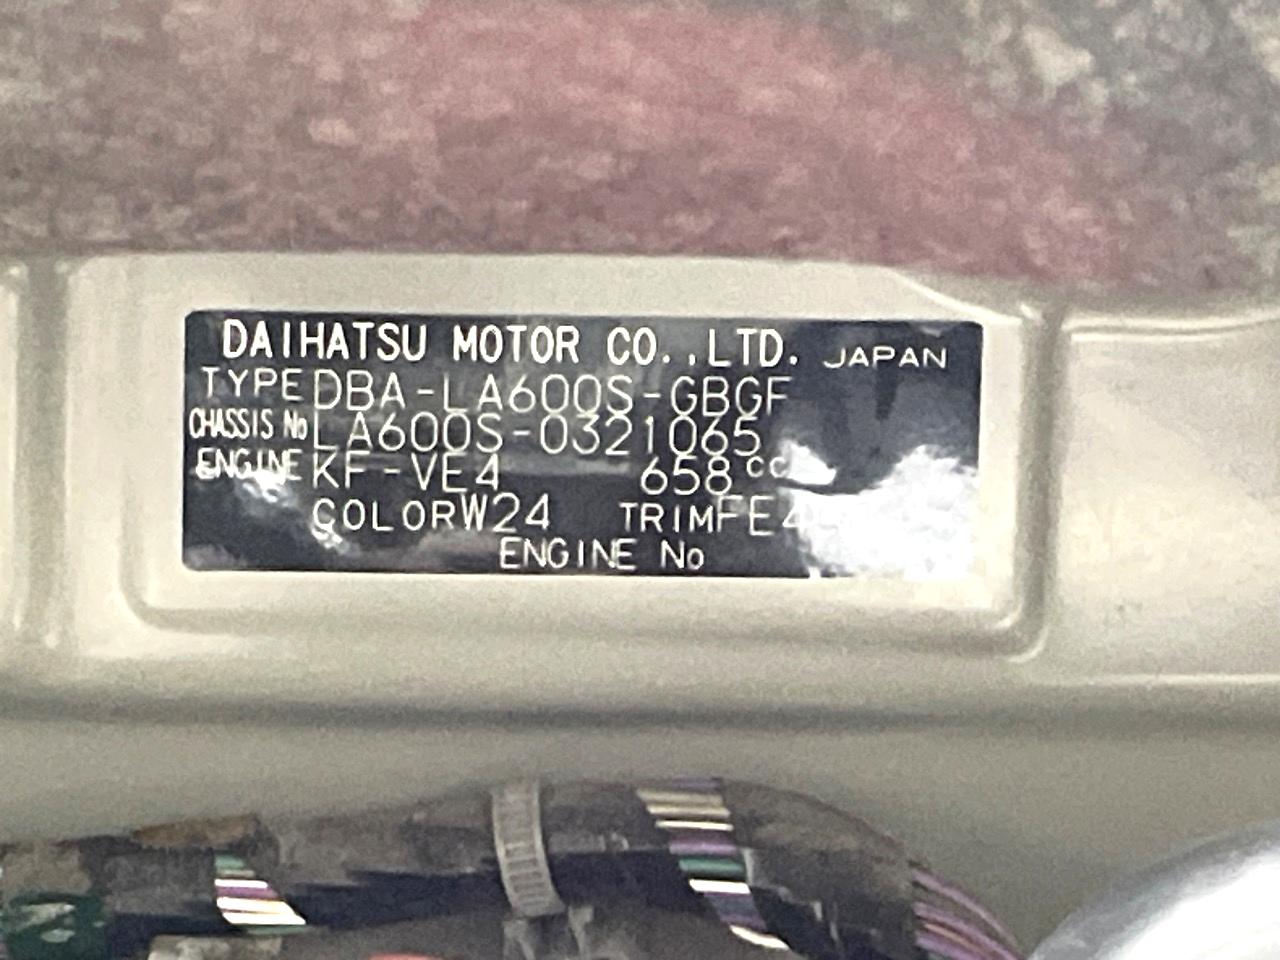 DAIHATSU MOTOR CO.,LTD. JAPAN
TYPE DBA-LA600S-GBGF
CHASSIS No LA600S-0321065
ENGINE KF-VE4 658cc
COLOR W24 TRIM FE4
ENGINE No